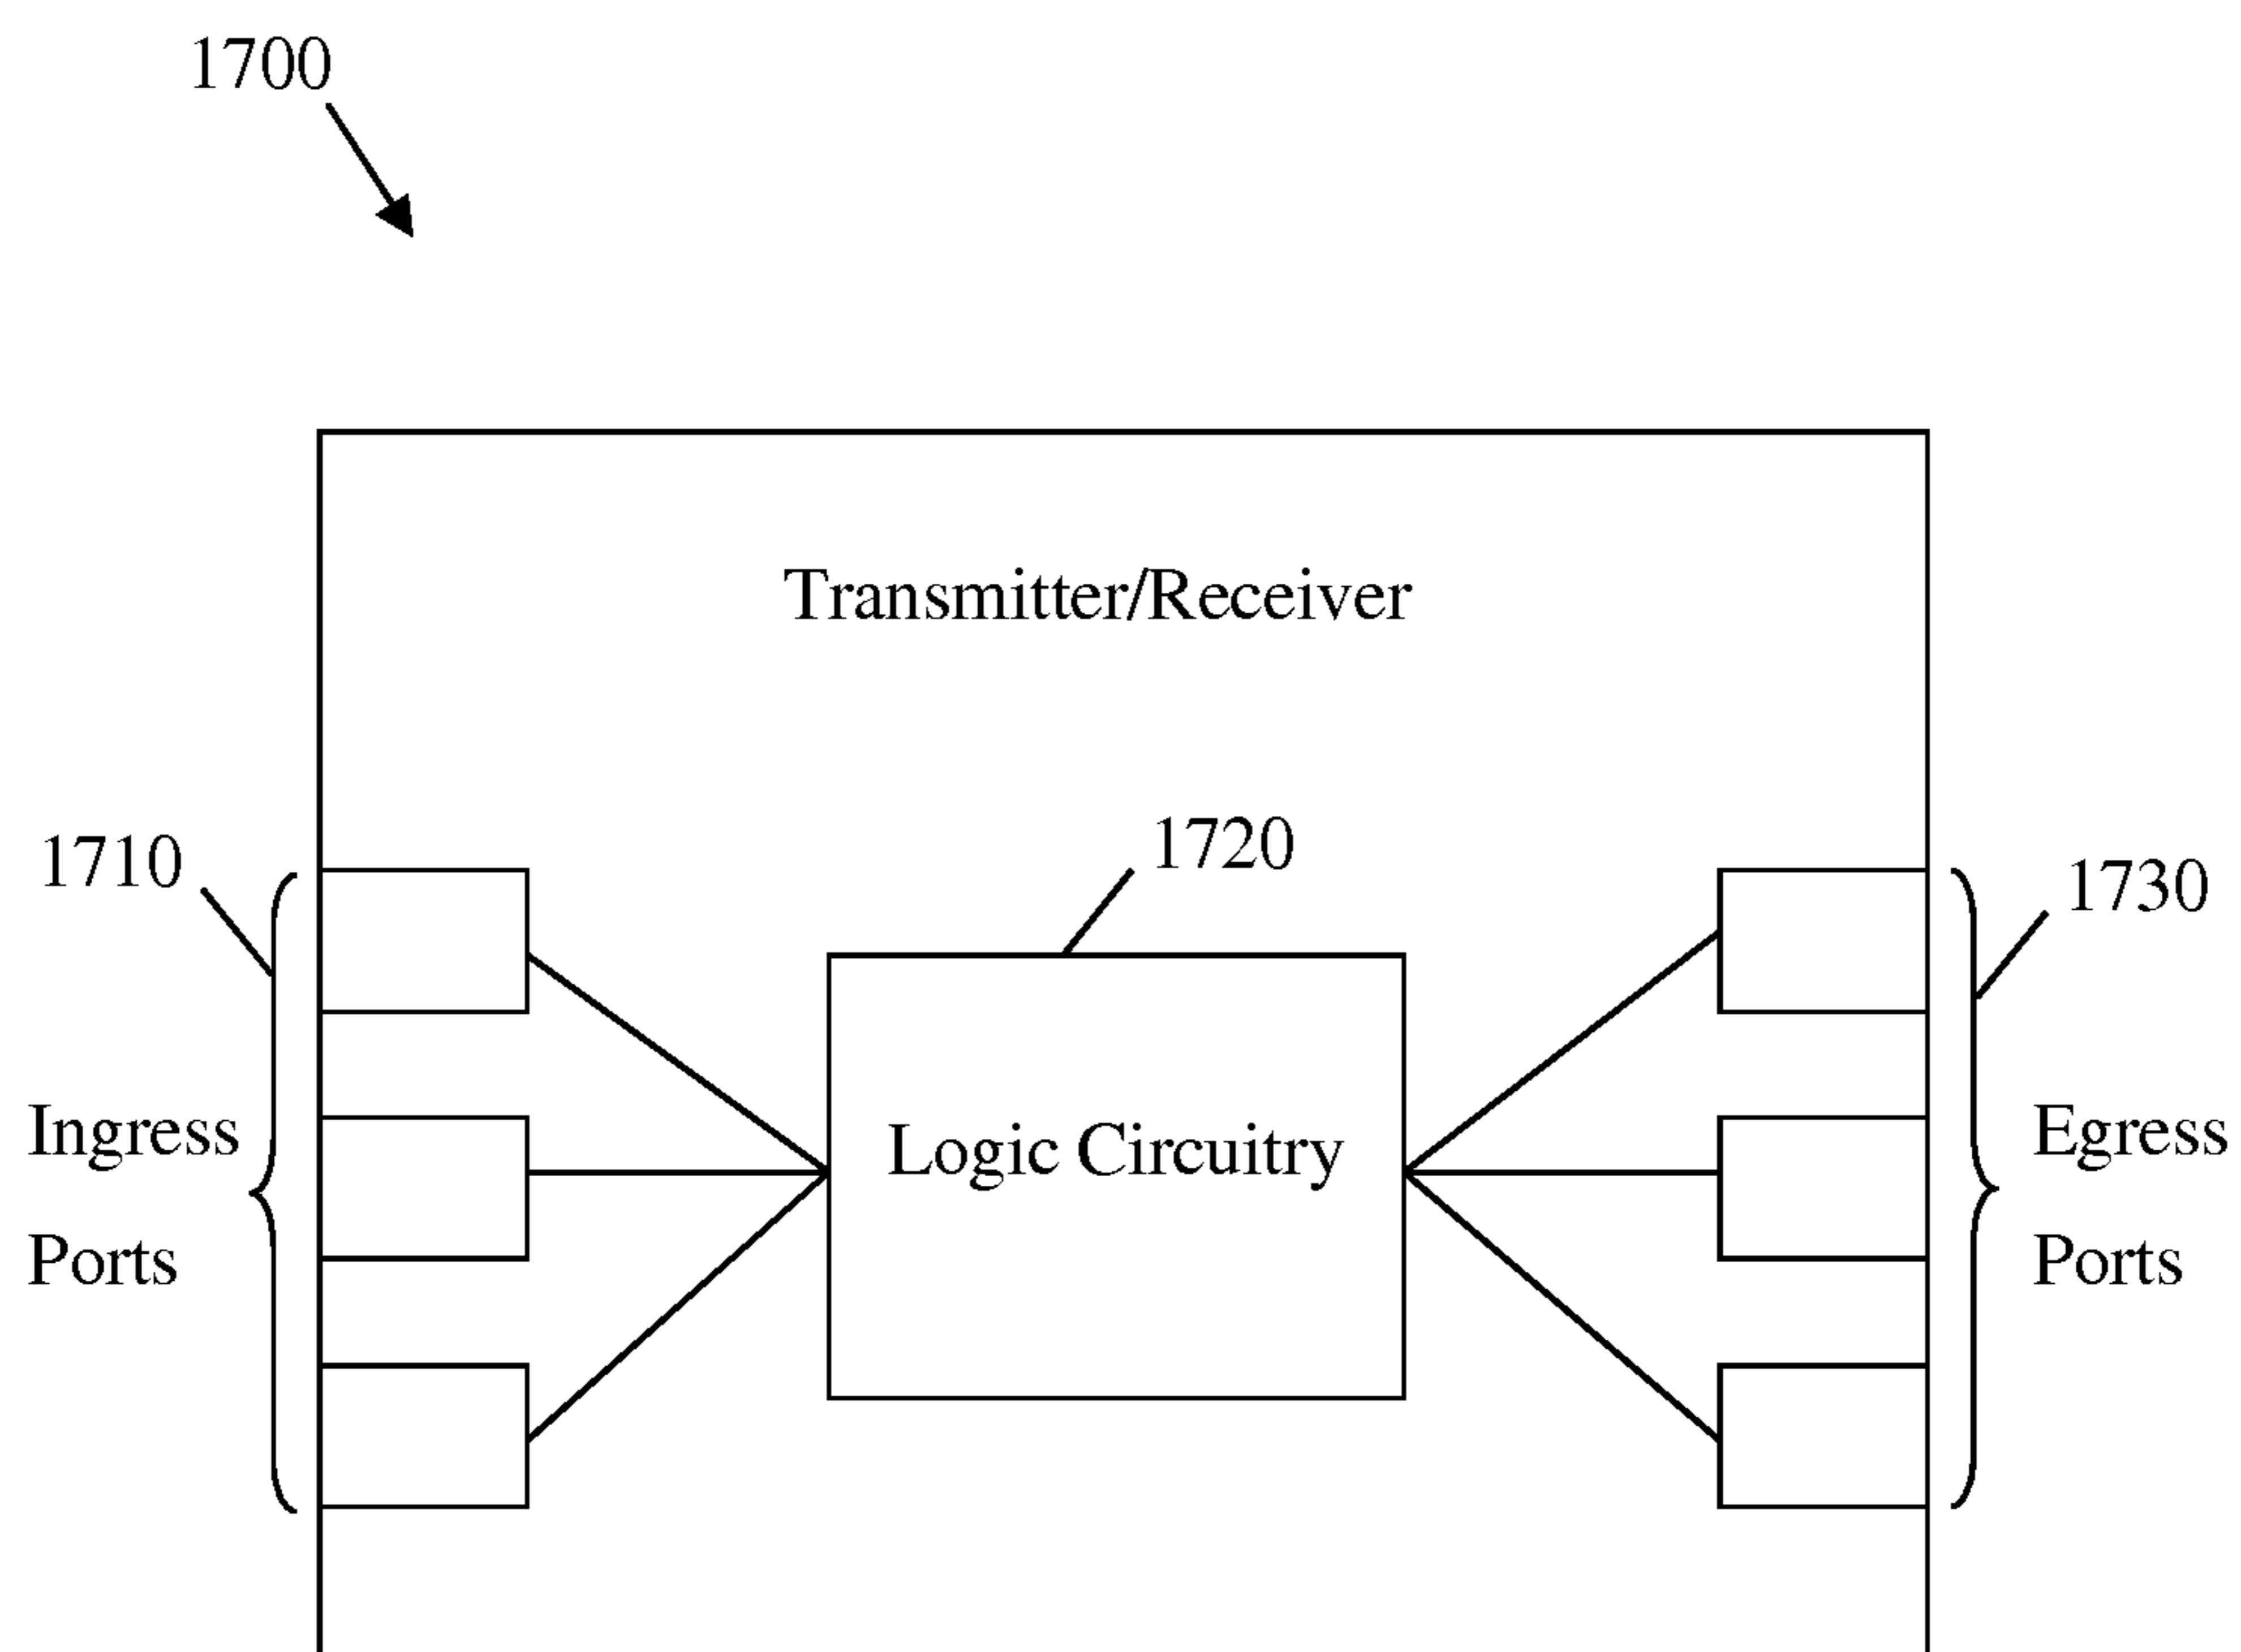 1700
Transmitter/Receiver
1710
1720
1730
Ingress
Ports
Logic Circuitry
Egress
Ports